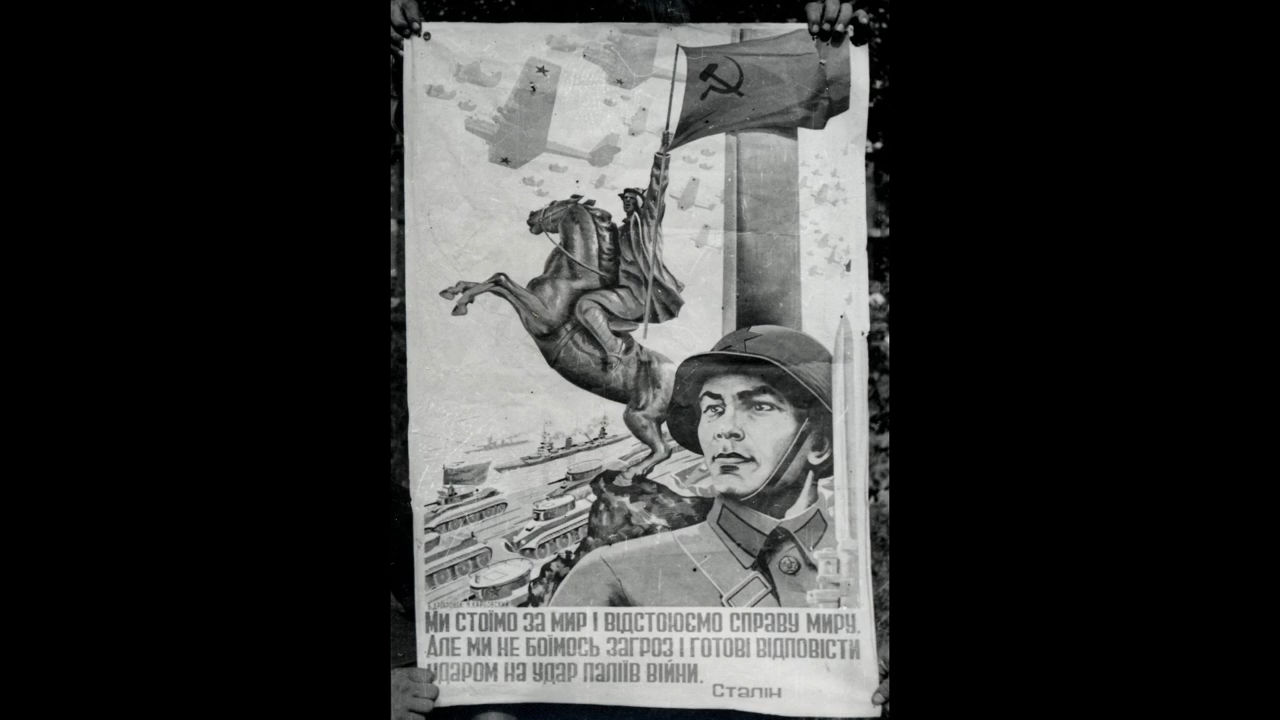 Ми стоїмо за мир і відстоюємо справу миру.
Але ми не боїмось загроз і готові відповісти
ударом на удар паліїв війни.
Сталін